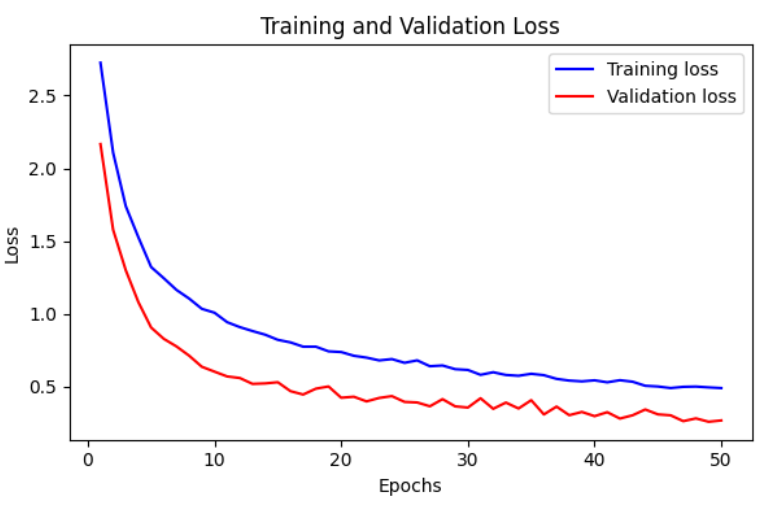 Training and Validation Loss
Training loss
Validation loss
2.5
2.0
1.5
1.0
0.5
Loss
0 10 20 30 40 50
Epochs